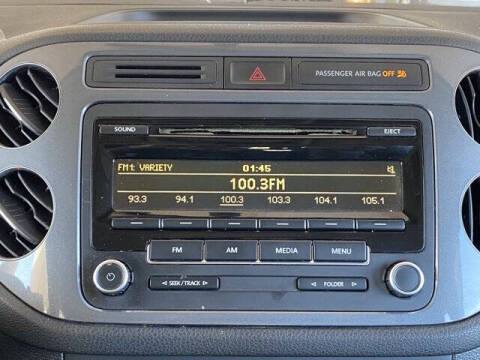 PASSENGER AIR BAG OFF
SOUND
EJECT
FM1 VARIETY 01:45
100.3FM
93.3 94.1 100.3 103.3 104.1 105.1
FM AM MEDIA MENU
SEEK/TRACK
FOLDER